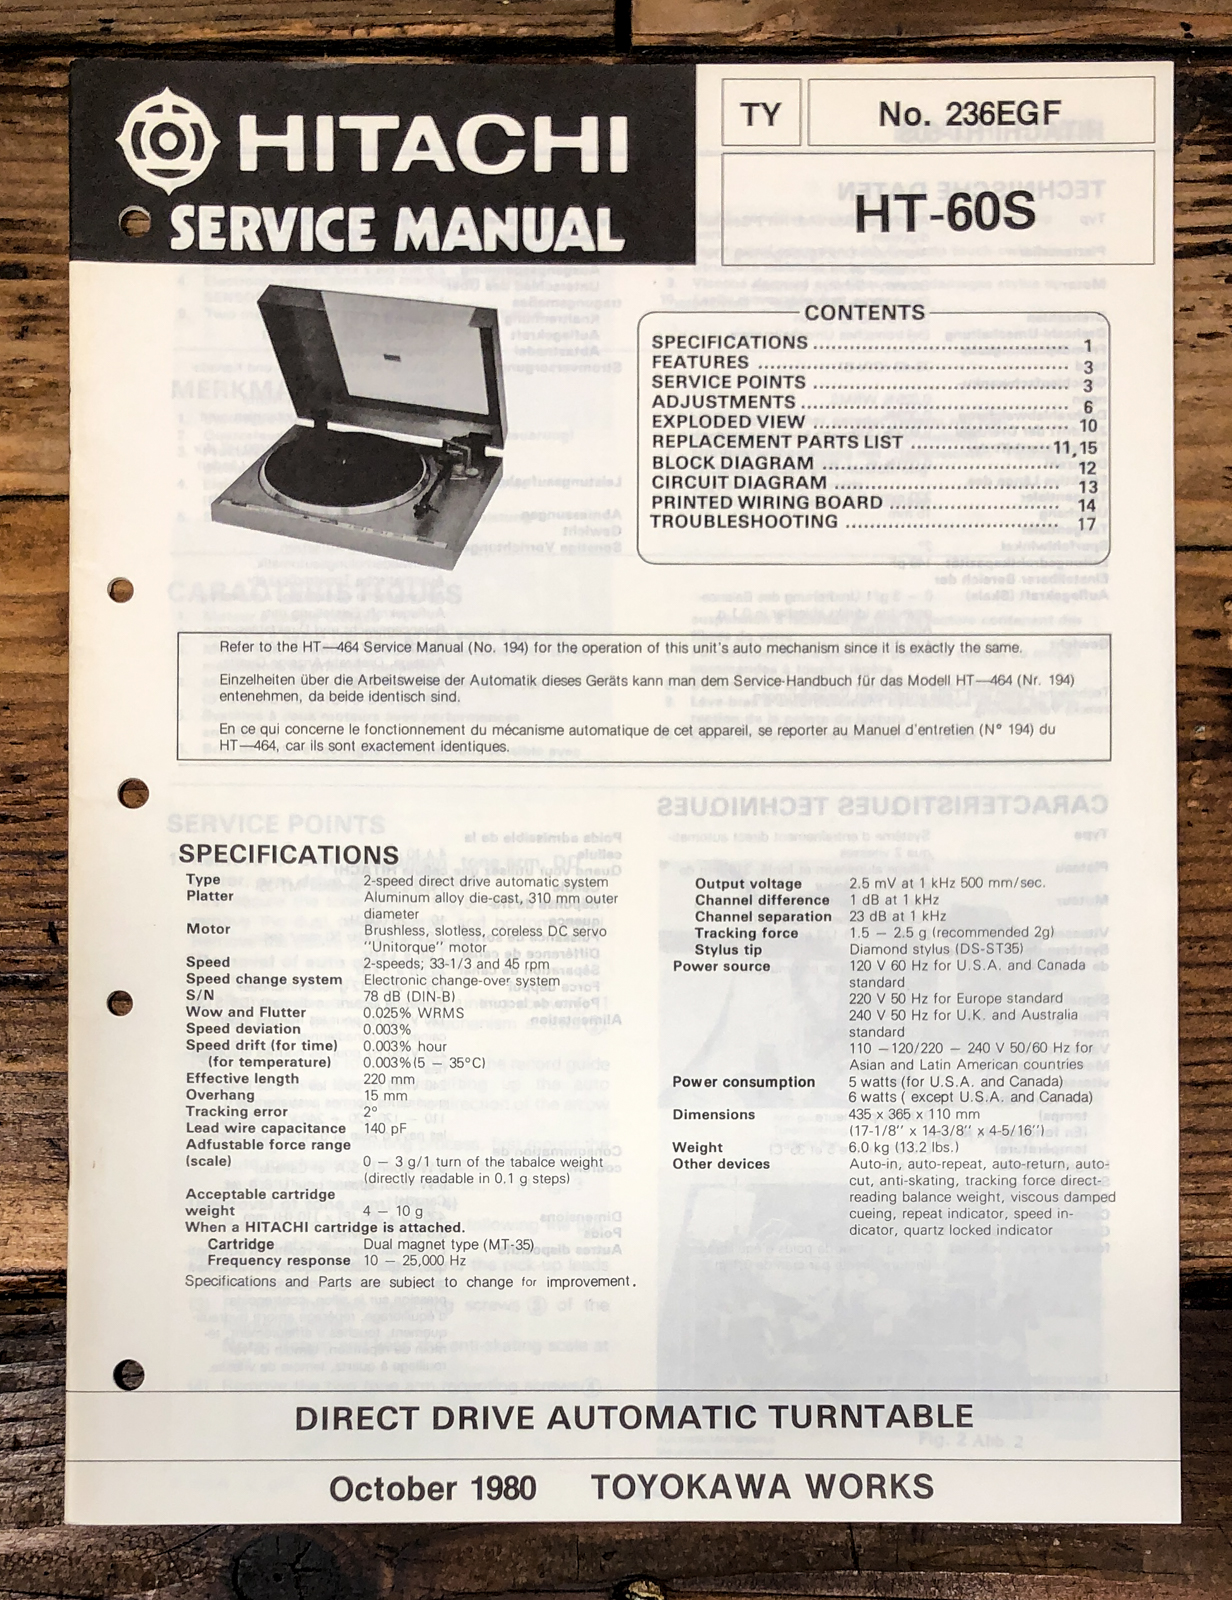 HITACHI
SERVICE MANUAL
TY
No. 236EGF
HT-60S
CONTENTS
SPECIFICATIONS ........ 1
FEATURES ........ 3
SERVICE POINTS ........ 3
ADJUSTMENTS ........ 6
EXPLODED VIEW ........ 10
REPLACEMENT PARTS LIST ........ 11,15
BLOCK DIAGRAM ........ 12
CIRCUIT DIAGRAM ........ 13
PRINTED WIRING BOARD ........ 14
TROUBLESHOOTING ........ 17
Refer to the HT—464 Service Manual (No. 194) for the operation of this unit's auto mechanism since it is exactly the same.
Einzelheiten über die Arbeitsweise der Automatik dieses Geräts kann man dem Service-Handbuch für das Modell HT—464 (Nr. 194)
entenehmen, da beide identisch sind.
En ce qui concerne le fonctionnement du mécanisme automatique de cet appareil, se reporter au Manuel d'entretien (N° 194) du
HT—464, car ils sont exactement identiques.
SPECIFICATIONS
Type 2-speed direct drive automatic system
Platter Aluminum alloy die-cast, 310 mm outer
diameter
Motor Brushless, slotless, coreless DC servo
"Unitorque" motor
Speed 2-speeds; 33-1/3 and 45 rpm
Speed change system Electronic change-over system
S/N 78 dB (DIN-B)
Wow and Flutter 0.025% WRMS
Speed deviation 0.003%
Speed drift (for time) 0.003% hour
(for temperature) 0.003%(5 — 35°C)
Effective length 220 mm
Overhang 15 mm
Tracking error 2°
Lead wire capacitance 140 pF
Adfustable force range
(scale) 0 — 3 g/1 turn of the tabalce weight
(directly readable in 0.1 g steps)
Acceptable cartridge
weight 4 — 10 g
When a HITACHI cartridge is attached.
Cartridge Dual magnet type (MT-35)
Frequency response 10 — 25,000 Hz
Specifications and Parts are subject to change for improvement.
Output voltage 2.5 mV at 1 kHz 500 mm/sec.
Channel difference 1 dB at 1 kHz
Channel separation 23 dB at 1 kHz
Tracking force 1.5 — 2.5 g (recommended 2g)
Stylus tip Diamond stylus (DS-ST35)
Power source 120 V 60 Hz for U.S.A. and Canada
standard
220 V 50 Hz for Europe standard
240 V 50 Hz for U.K. and Australia
standard
110 —120/220 — 240 V 50/60 Hz for
Asian and Latin American countries
Power consumption 5 watts (for U.S.A. and Canada)
6 watts ( except U.S.A. and Canada)
Dimensions 435 x 365 x 110 mm
(17-1/8" x 14-3/8" x 4-5/16")
Weight 6.0 kg (13.2 lbs.)
Other devices Auto-in, auto-repeat, auto-return, auto-
cut, anti-skating, tracking force direct-
reading balance weight, viscous damped
cueing, repeat indicator, speed in-
dicator, quartz locked indicator
DIRECT DRIVE AUTOMATIC TURNTABLE
October 1980 TOYOKAWA WORKS